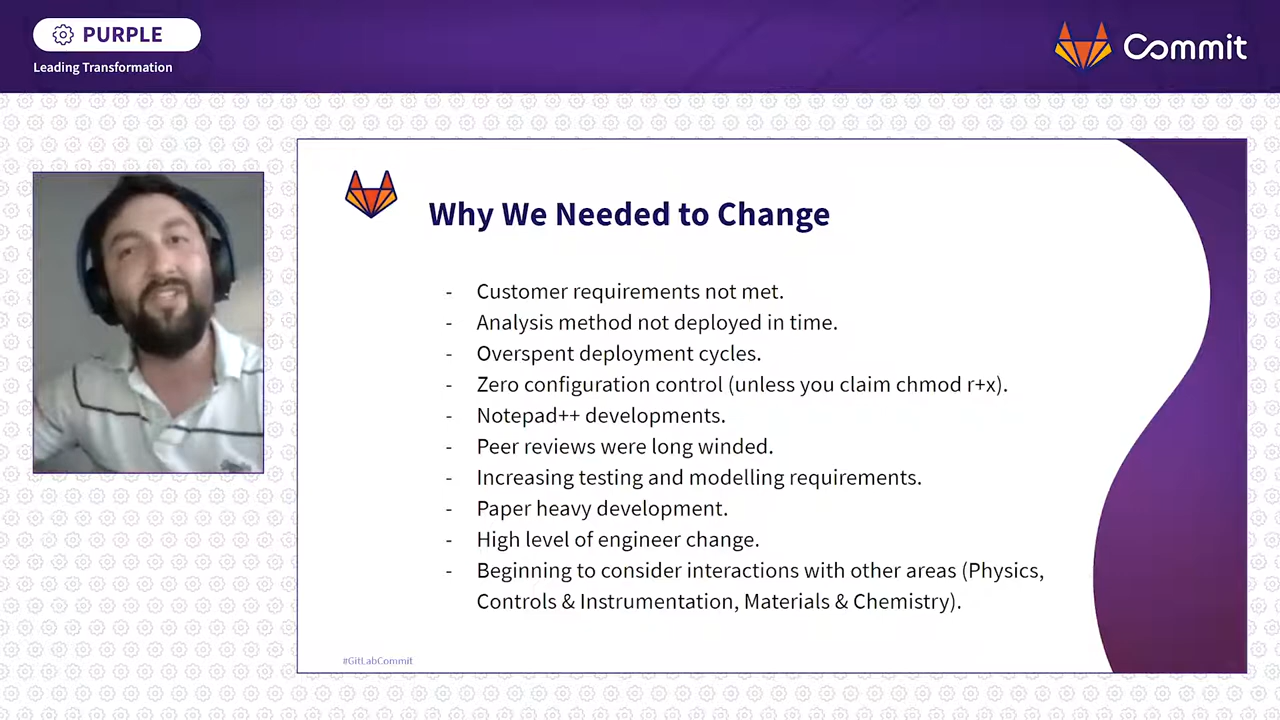 PURPLE
Leading Transformation
Commit
Why We Needed to Change
- Customer requirements not met.
- Analysis method not deployed in time.
- Overspent deployment cycles.
- Zero configuration control (unless you claim chmod r+x).
- Notepad++ developments.
- Peer reviews were long winded.
- Increasing testing and modelling requirements.
- Paper heavy development.
- High level of engineer change.
- Beginning to consider interactions with other areas (Physics,
Controls & Instrumentation, Materials & Chemistry).
#GitLabCommit